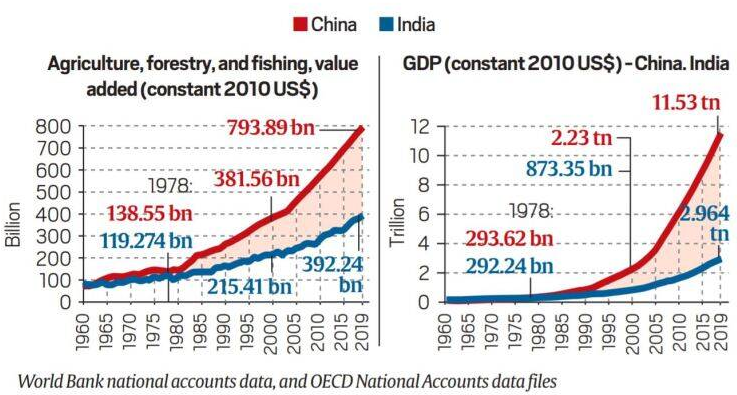 China India
Agriculture, forestry, and fishing, value
added (constant 2010 US$)
800
700
600
500
400
300
200
100
0
Billion
793.89 bn
381.56 bn
1978:
138.55 bn
119.274 bn
215.41 bn
392.24
bn
1960 1965 1970 1975 1980 1985 1990 1995 2000 2005 2010 2015 2019
GDP (constant 2010 US$) - China. India
12
10
8
6
4
2
0
Trillion
11.53 tn
2.23 tn
873.35 bn
1978:
293.62 bn
292.24 bn
2.964
tn
1960 1965 1970 1975 1980 1985 1990 1995 2000 2005 2010 2015 2019
World Bank national accounts data, and OECD National Accounts data files